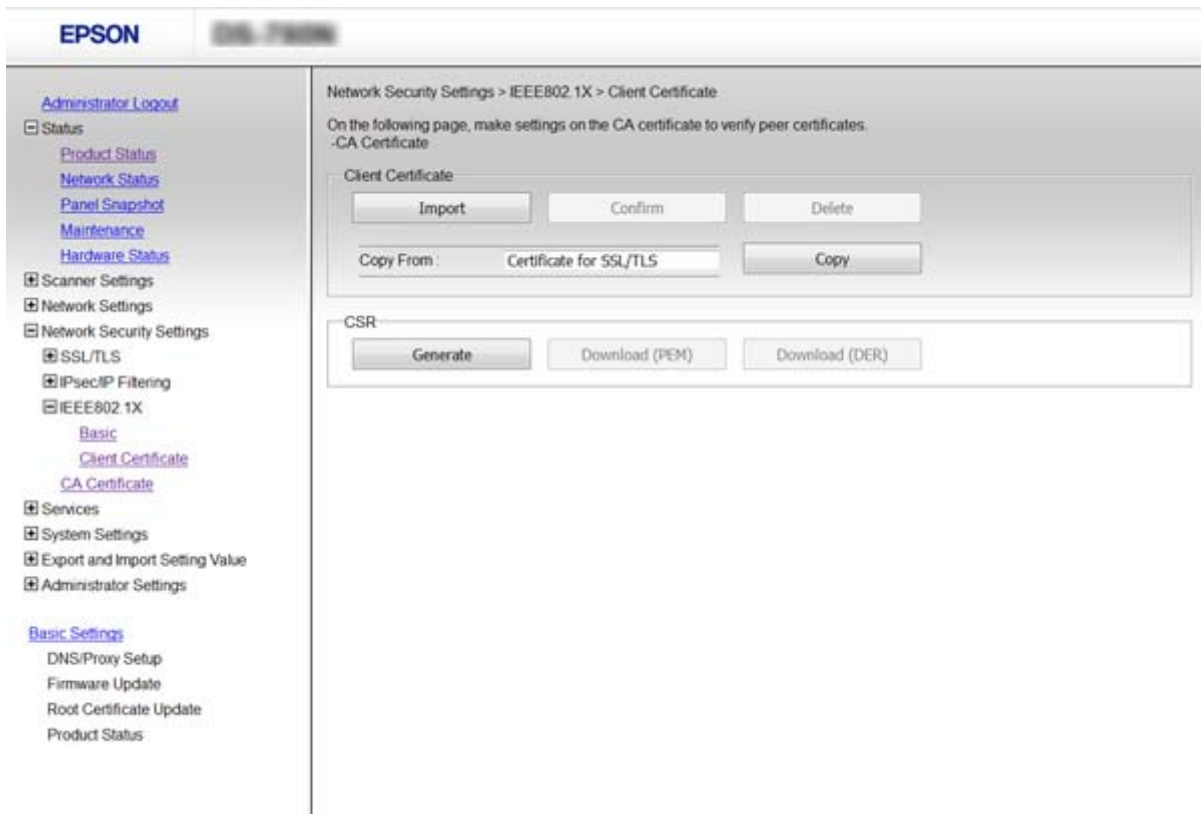 EPSON
Administrator Logout
Status
Product Status
Network Status
Panel Snapshot
Maintenance
Hardware Status
Scanner Settings
Network Settings
Network Security Settings
SSL/TLS
IPsec/IP Filtering
IEEE802.1X
Basic
Client Certificate
CA Certificate
Services
System Settings
Export and Import Setting Value
Administrator Settings
Basic Settings
DNS/Proxy Setup
Firmware Update
Root Certificate Update
Product Status
Network Security Settings > IEEE802.1X > Client Certificate
On the following page, make settings on the CA certificate to verify peer certificates.
-CA Certificate
Client Certificate
Import Confirm Delete
Copy From : Certificate for SSL/TLS Copy
CSR
Generate Download (PEM) Download (DER)